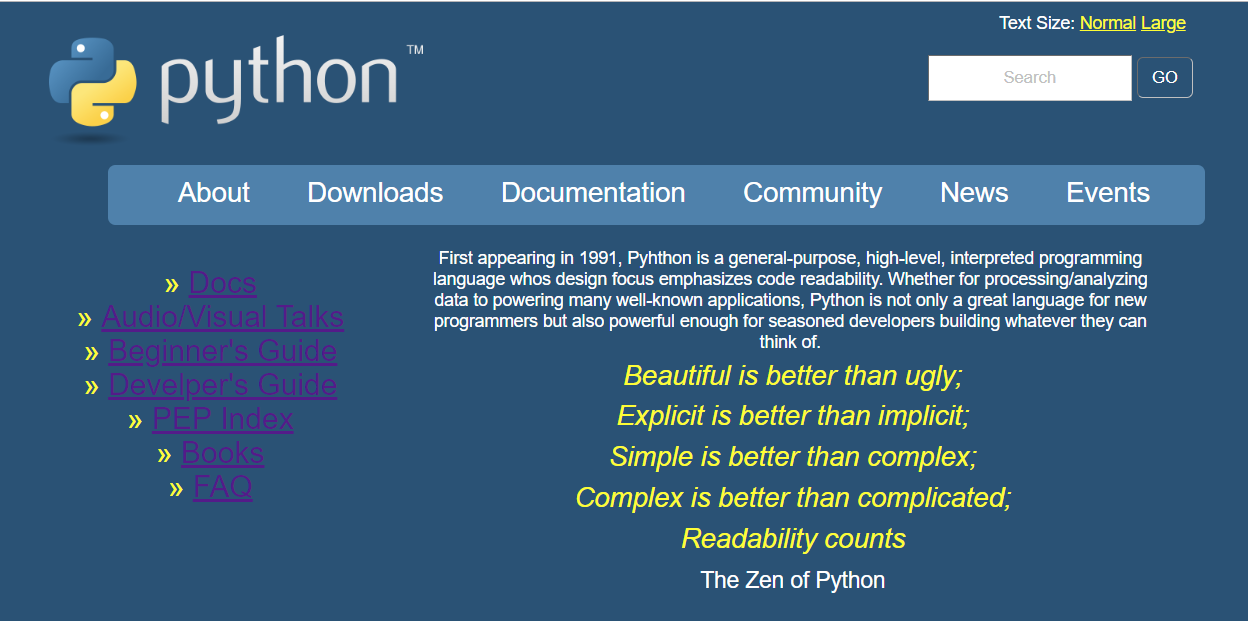 Text Size: Normal Large
python ™
Search GO
About Downloads Documentation Community News Events
» Docs
» Audio/Visual Talks
» Beginner's Guide
» Develper's Guide
» PEP Index
» Books
» FAQ
First appearing in 1991, Pyhthon is a general-purpose, high-level, interpreted programming
language whos design focus emphasizes code readability. Whether for processing/analyzing
data to powering many well-known applications, Python is not only a great language for new
programmers but also powerful enough for seasoned developers building whatever they can
think of.
Beautiful is better than ugly;
Explicit is better than implicit;
Simple is better than complex;
Complex is better than complicated;
Readability counts
The Zen of Python